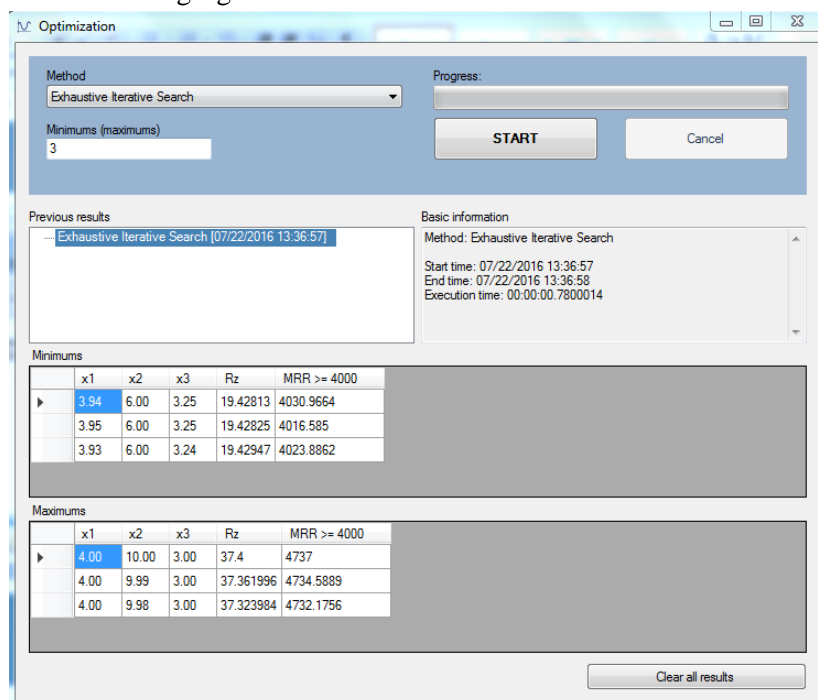 Optimization
Method
Exhaustive Iterative Search
Progress:
Minimums (maximums)
3
START
Cancel
Previous results
Exhaustive Iterative Search [07/22/2016 13:36:57]
Basic information
Method: Exhaustive Iterative Search
Start time: 07/22/2016 13:36:57
End time: 07/22/2016 13:36:58
Execution time: 00:00:00.7800014
Minimums
x1 x2 x3 Rz MRR >= 4000
3.94 6.00 3.25 19.42813 4030.9664
3.95 6.00 3.25 19.42825 4016.585
3.93 6.00 3.24 19.42947 4023.8862
Maximums
x1 x2 x3 Rz MRR >= 4000
4.00 10.00 3.00 37.4 4737
4.00 9.99 3.00 37.361996 4734.5889
4.00 9.98 3.00 37.323984 4732.1756
Clear all results